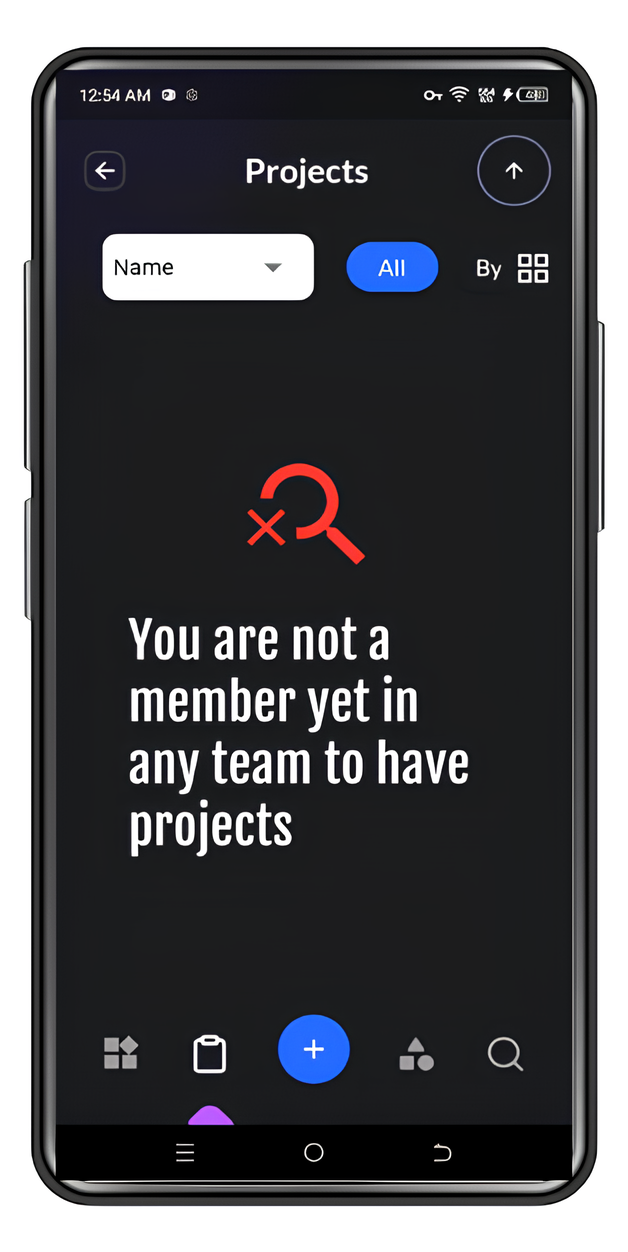 12:54 AM
Projects
Name
All
By
You are not a
member yet in
any team to have
projects